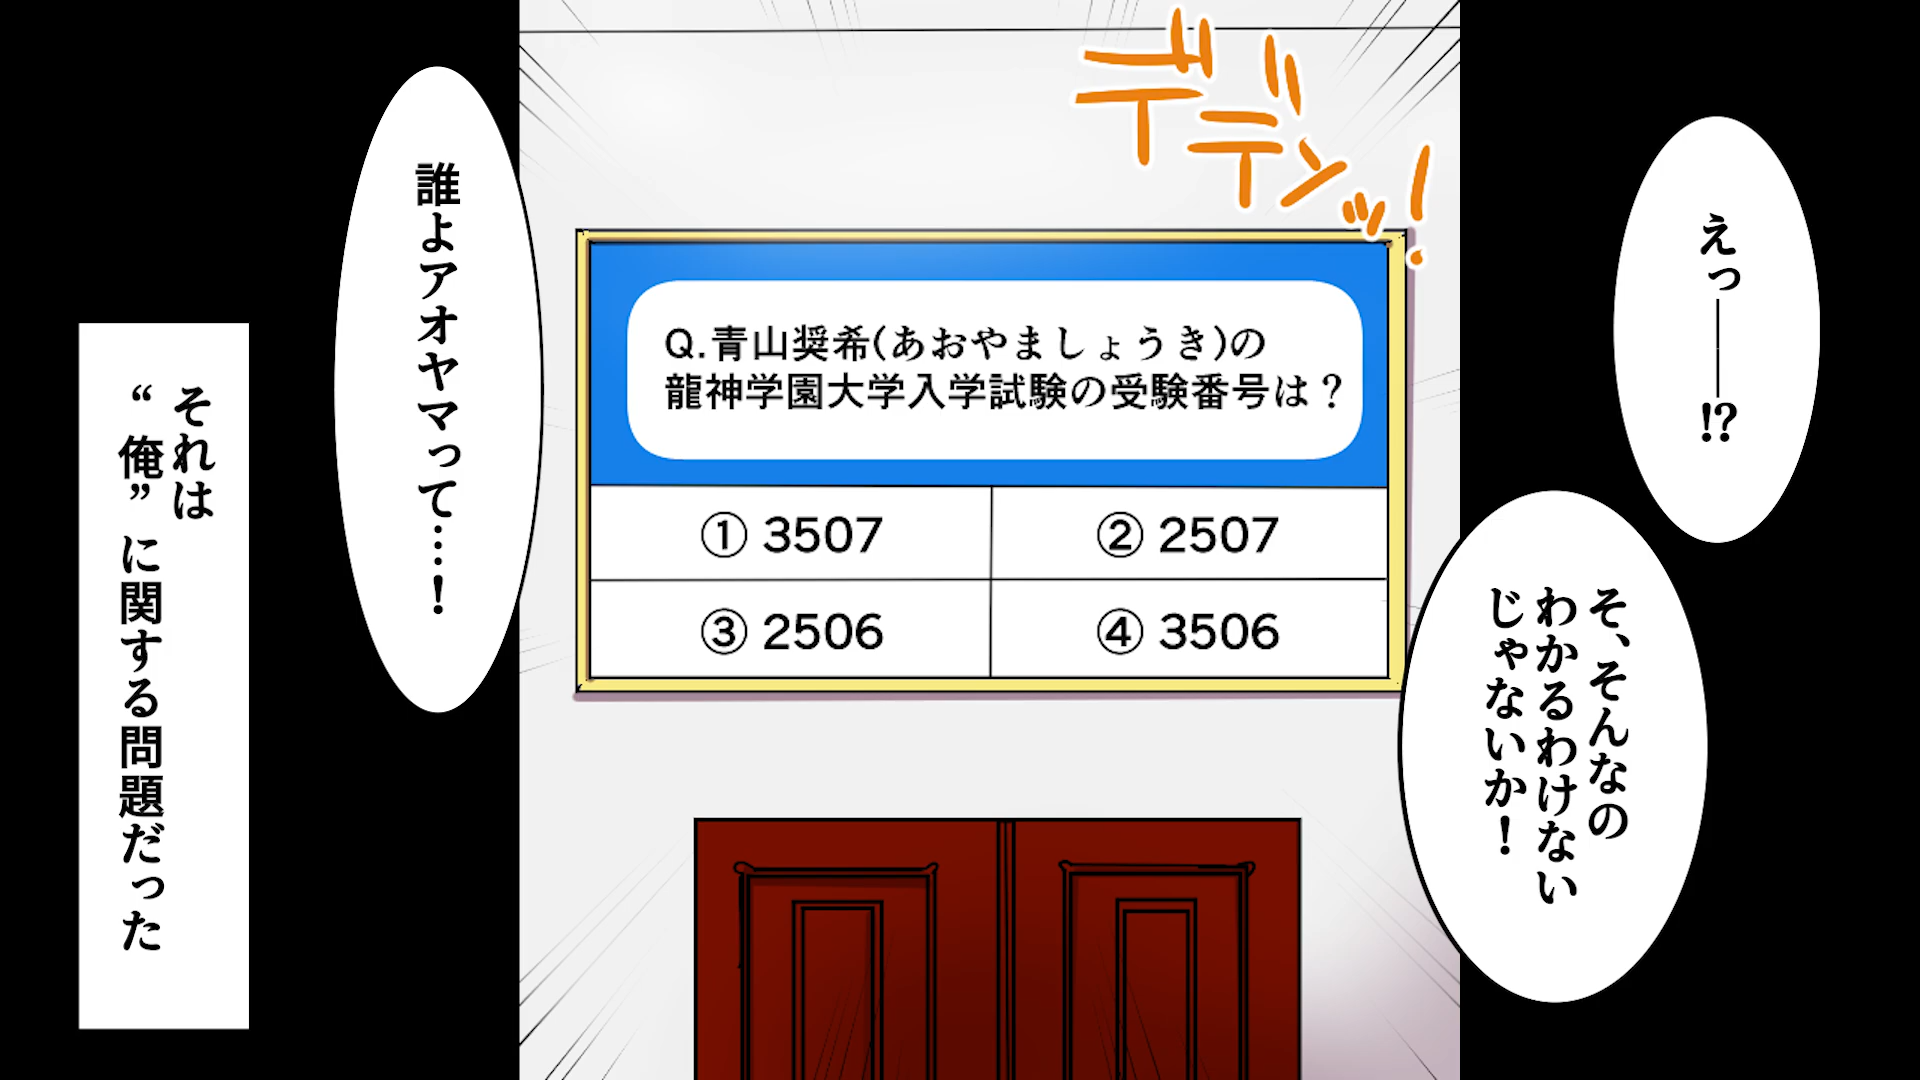 デデンッ！
えっ――!?
そ、そんなの
わかるわけない
じゃないか！
Q.青山奨希(あおやましょうき)の
龍神学園大学入学試験の受験番号は？
① 3507
② 2507
③ 2506
④ 3506
誰よアオヤマって…！
それは
“俺”に関する問題だった